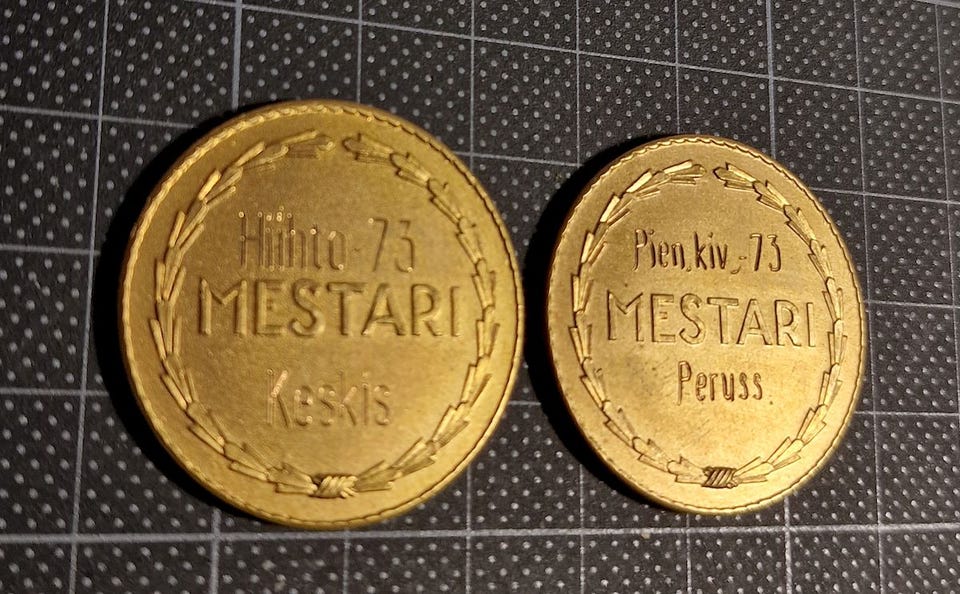 Hiihto-73
MESTARI
Keskis
Pien.kiv.-73
MESTARI
Peruss.